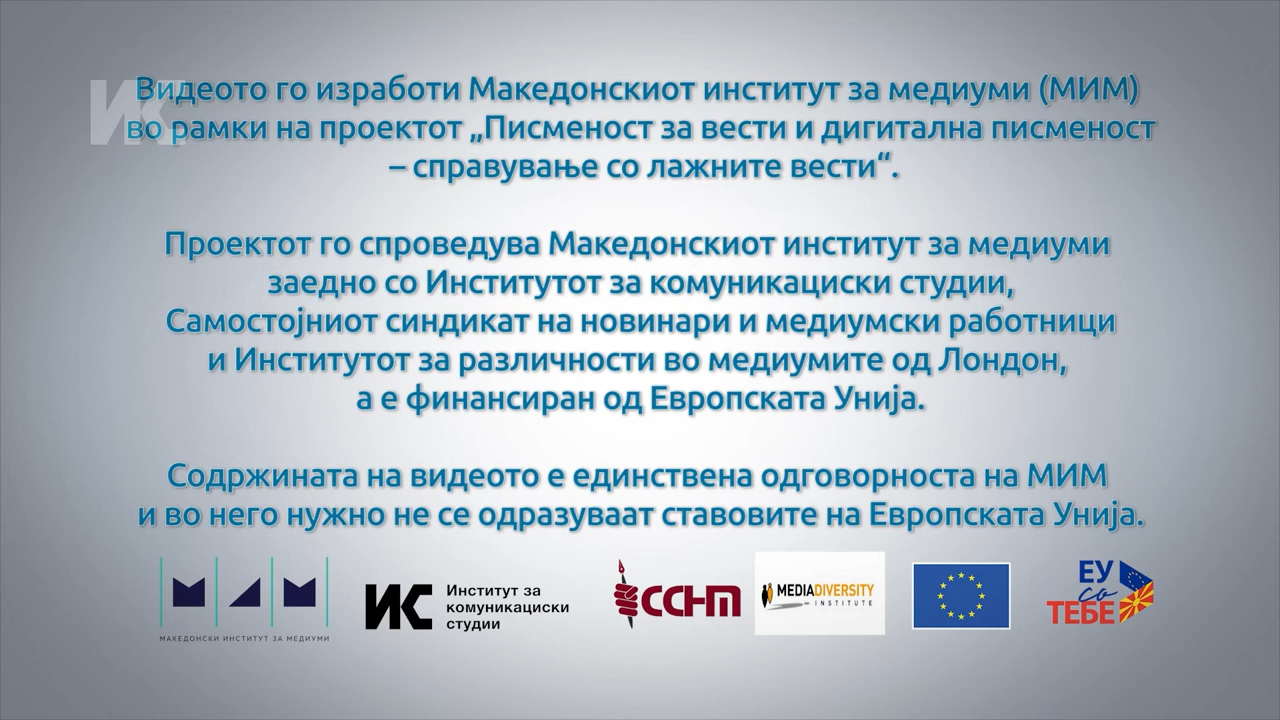 Видеото го изработи Македонскиот институт за медиуми (МИМ)
во рамки на проектот „Писменост за вести и дигитална писменост
– справување со лажните вести“.
Проектот го спроведува Македонскиот институт за медиуми
заедно со Институтот за комуникациски студии,
Самостојниот синдикат на новинари и медиумски работници
и Институтот за различности во медиумите од Лондон,
а е финансиран од Европската Унија.
Содржината на видеото е единствена одговорноста на МИМ
и во него нужно не се одразуваат ставовите на Европската Унија.
ИК
МИМ
МАКЕДОНСКИ ИНСТИТУТ ЗА МЕДИУМИ
ИС
Институт за
комуникациски
студии
ССНМ
MEDIADIVERSITY
INSTITUTE
ЕУ
со
ТЕБЕ